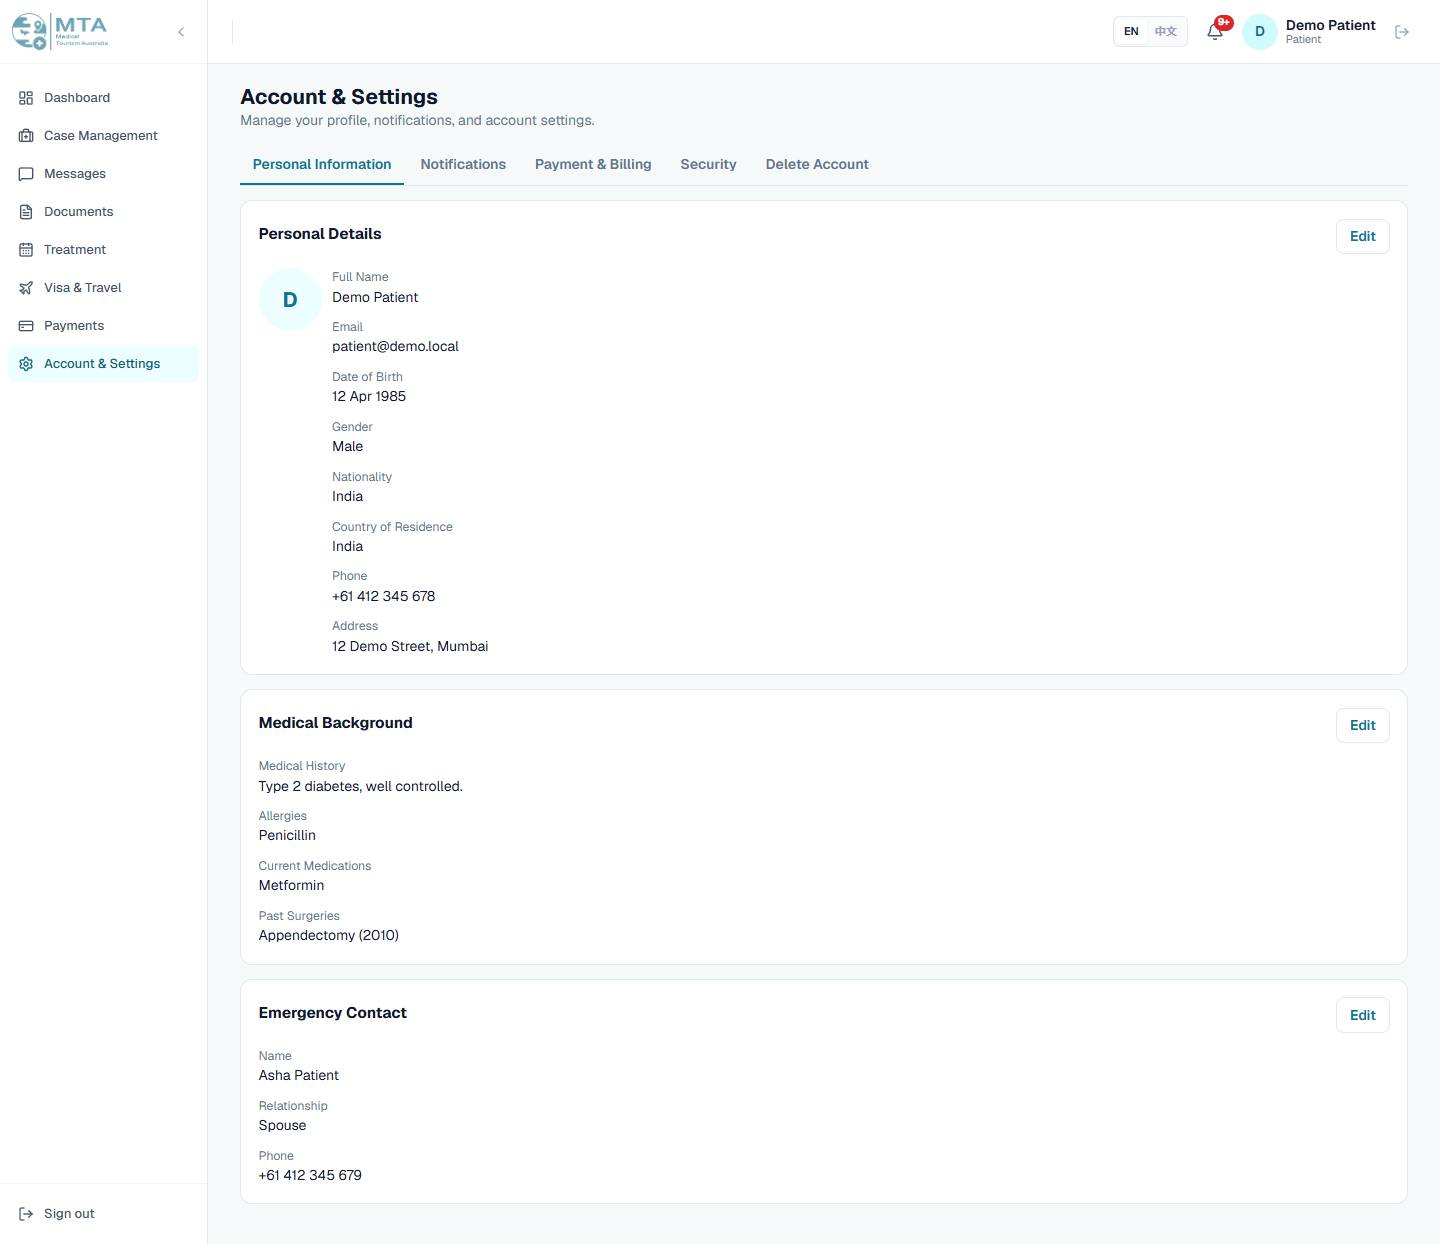 MTA
Medical
Tourism Australia
EN
中文
9+
D
Demo Patient
Patient
Dashboard
Case Management
Messages
Documents
Treatment
Visa & Travel
Payments
Account & Settings
Sign out
Account & Settings
Manage your profile, notifications, and account settings.
Personal Information
Notifications
Payment & Billing
Security
Delete Account
Personal Details
Edit
D
Full Name
Demo Patient
Email
patient@demo.local
Date of Birth
12 Apr 1985
Gender
Male
Nationality
India
Country of Residence
India
Phone
+61 412 345 678
Address
12 Demo Street, Mumbai
Medical Background
Edit
Medical History
Type 2 diabetes, well controlled.
Allergies
Penicillin
Current Medications
Metformin
Past Surgeries
Appendectomy (2010)
Emergency Contact
Edit
Name
Asha Patient
Relationship
Spouse
Phone
+61 412 345 679